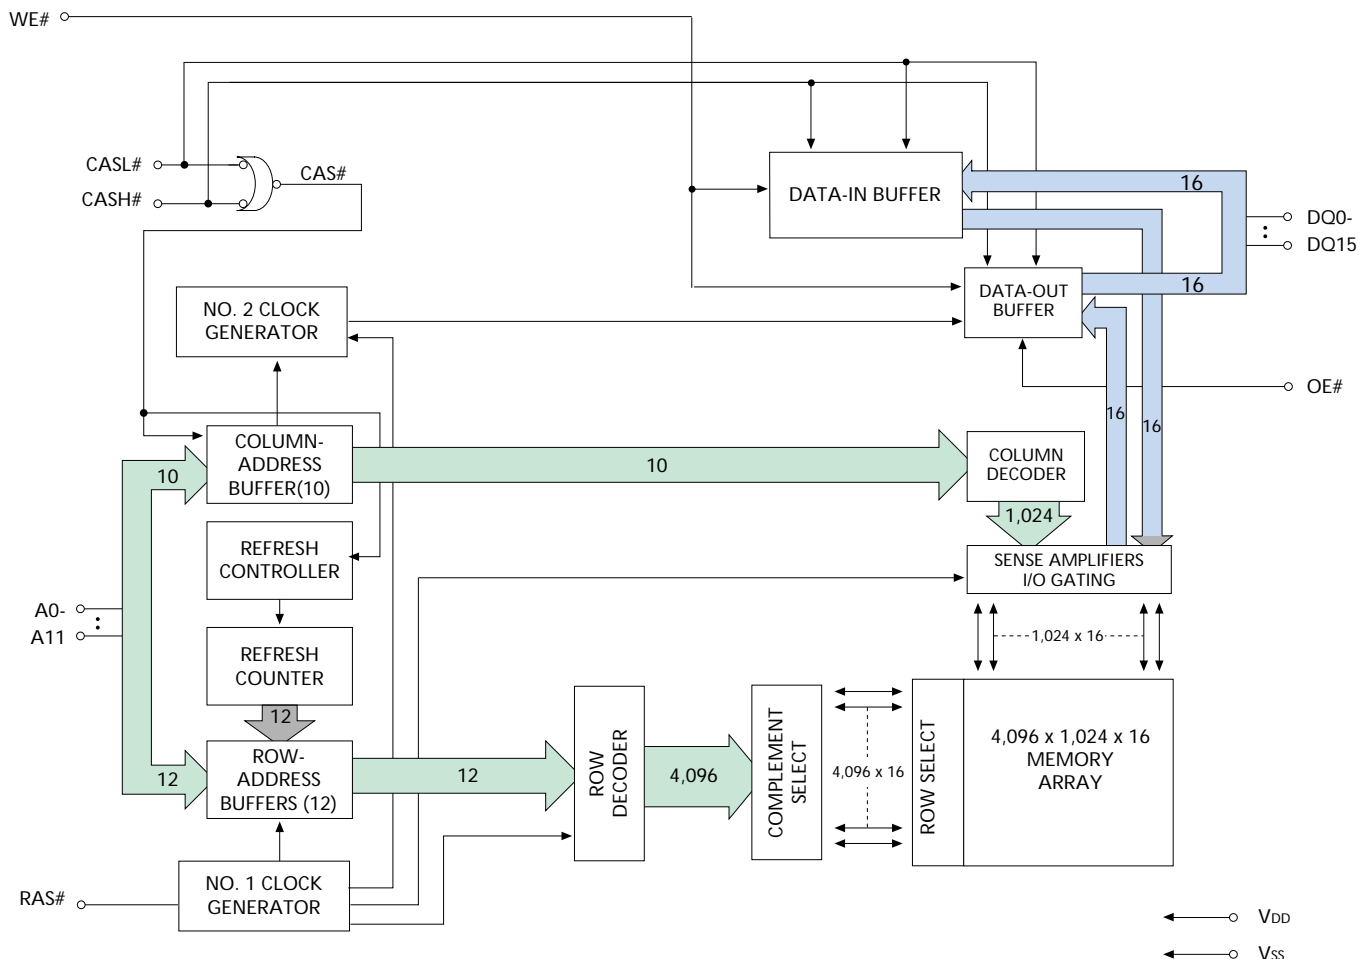 WE#
CASL#
CAS#
CASH#
DATA-IN BUFFER
16
DQ0-
:
DQ15
16
DATA-OUT
BUFFER
NO. 2 CLOCK
GENERATOR
OE#
16
16
COLUMN-
ADDRESS
BUFFER(10)
10
10
COLUMN
DECODER
1,024
REFRESH
CONTROLLER
SENSE AMPLIFIERS
I/O GATING
A0-
:
A11
1,024 x 16
REFRESH
COUNTER
12
ROW-
ADDRESS
BUFFERS (12)
12
12
ROW
DECODER
4,096
COMPLEMENT
SELECT
4,096 x 16
ROW SELECT
4,096 x 1,024 x 16
MEMORY
ARRAY
RAS#
NO. 1 CLOCK
GENERATOR
VDD
VSS